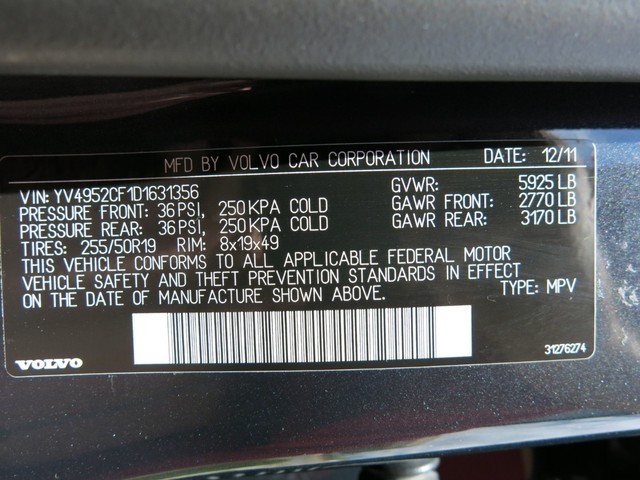 MFD BY VOLVO CAR CORPORATION DATE: 12/11
VIN: YV4952CF1D1631356 GVWR: 5925 LB
PRESSURE FRONT: 36 PSI, 250 KPA COLD GAWR FRONT: 2770 LB
PRESSURE REAR: 36 PSI, 250 KPA COLD GAWR REAR: 3170 LB
TIRES: 255/50R19 RIM: 8x19x49
THIS VEHICLE CONFORMS TO ALL APPLICABLE FEDERAL MOTOR
VEHICLE SAFETY AND THEFT PREVENTION STANDARDS IN EFFECT
ON THE DATE OF MANUFACTURE SHOWN ABOVE. TYPE: MPV
VOLVO 31276274